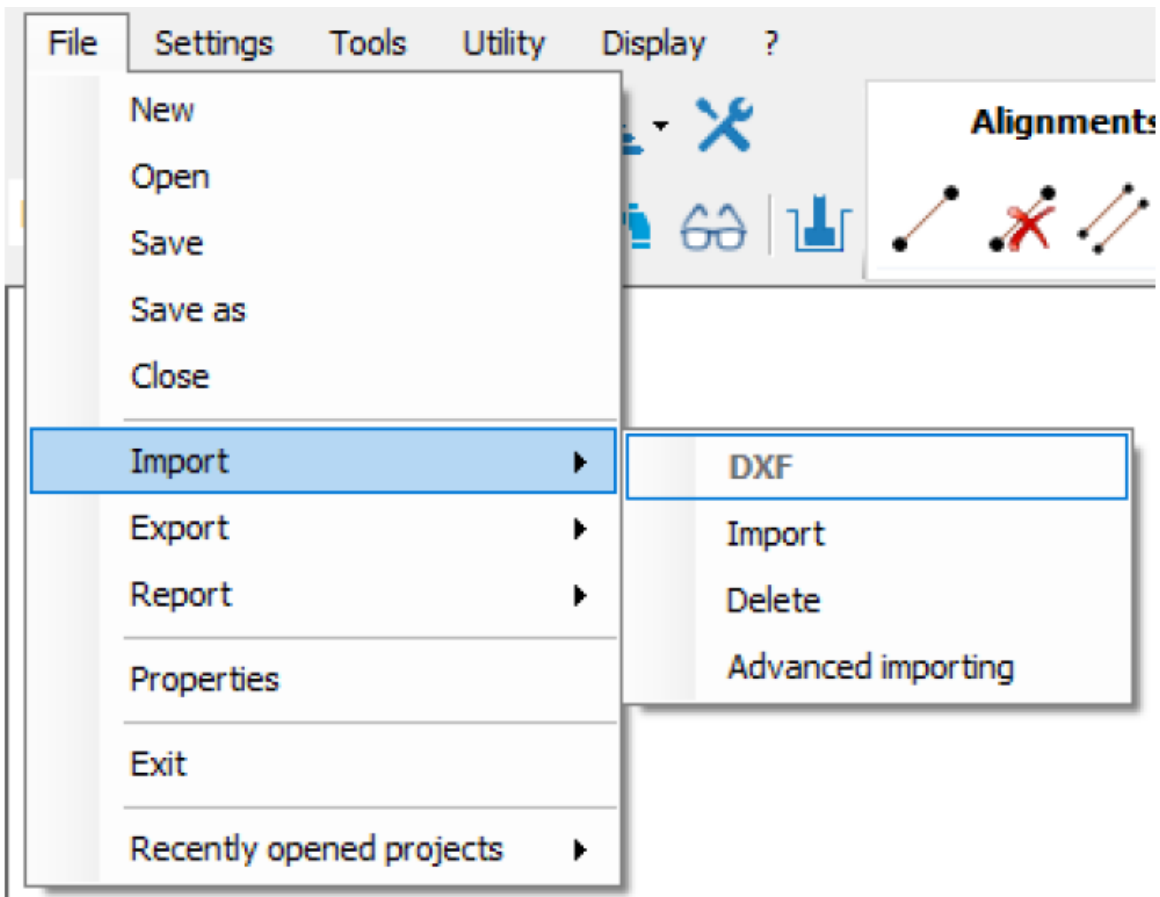 File Settings Tools Utility Display ?
Alignments
New
Open
Save
Save as
Close
Import
Export
Report
Properties
Exit
Recently opened projects
DXF
Import
Delete
Advanced importing